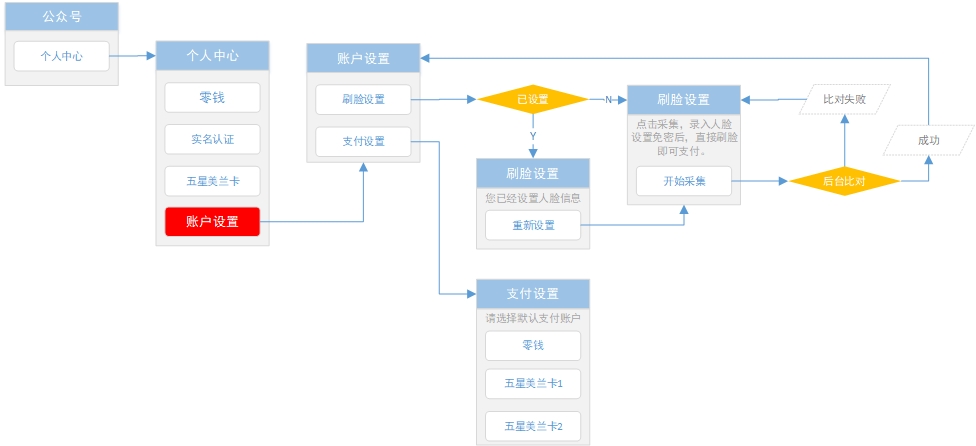 公众号
个人中心
个人中心
零钱
实名认证
五星美兰卡
账户设置
账户设置
刷脸设置
支付设置
已设置
N
Y
刷脸设置
您已经设置人脸信息
重新设置
刷脸设置
点击采集，录入人脸
设置免密后，直接刷脸
即可支付。
开始采集
后台比对
比对失败
成功
支付设置
请选择默认支付账户
零钱
五星美兰卡1
五星美兰卡2